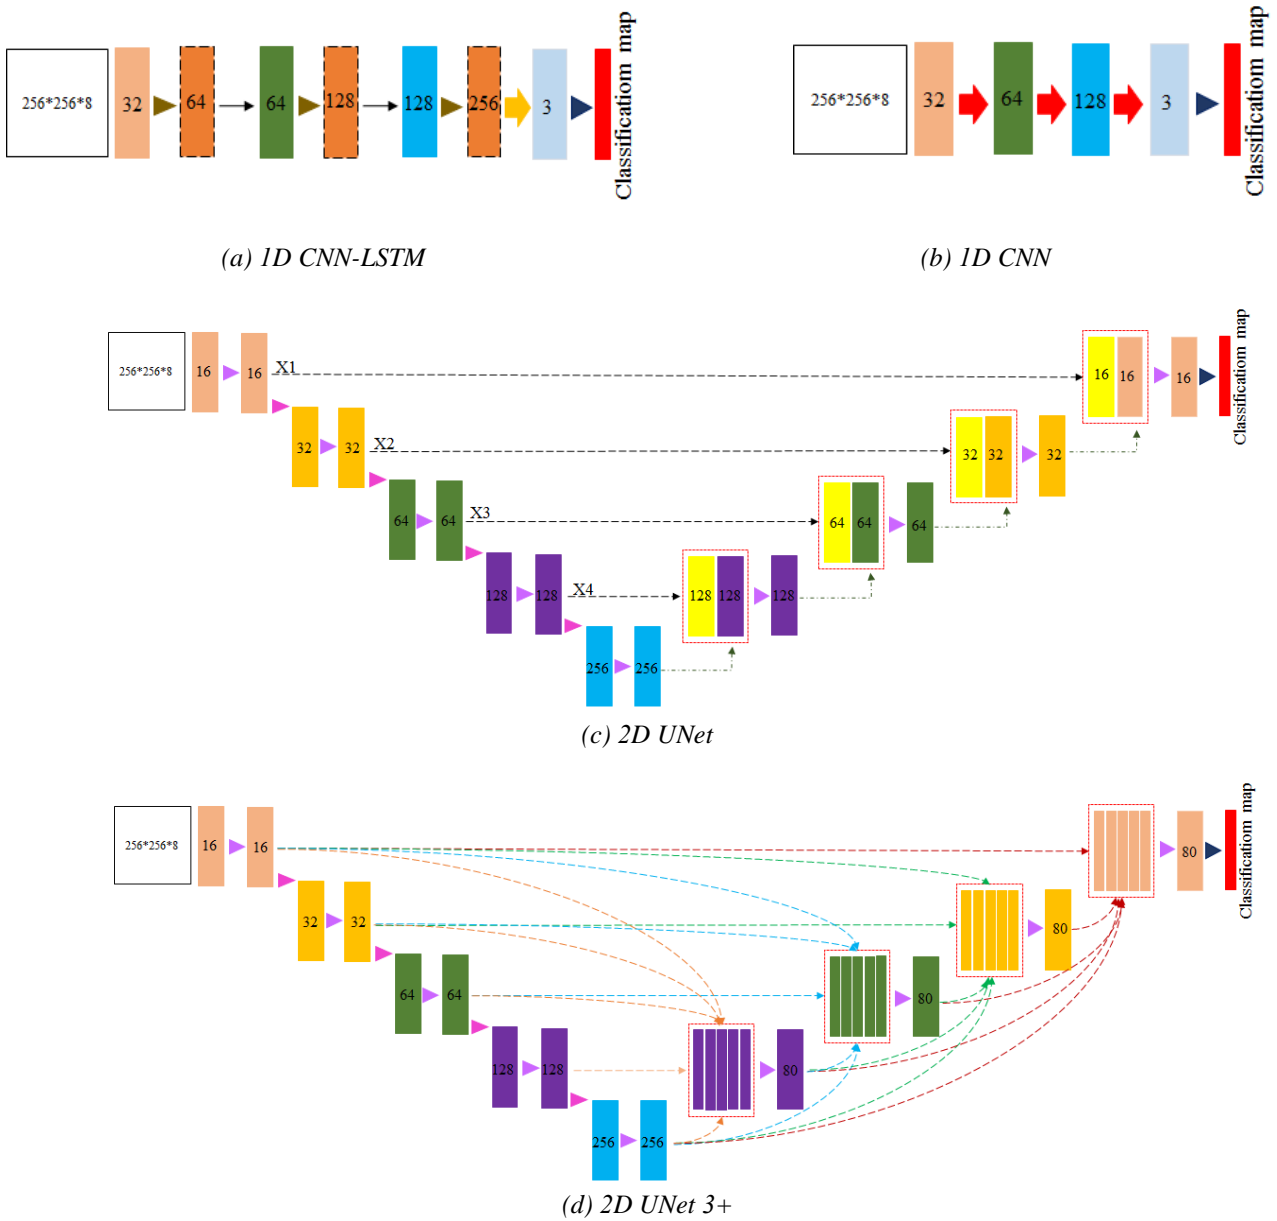 256*256*8 32 64 64 128 128 256 3 Classificatiom map
(a) 1D CNN-LSTM
256*256*8 32 64 128 3 Classificatiom map
(b) 1D CNN
256*256*8 16 16 X1 16 16 16 Classificatiom map
32 32 X2 32 32 32
64 64 X3 64 64 64
128 128 X4 128 128 128
256 256
(c) 2D UNet
256*256*8 16 16 80 Classificatiom map
32 32 80
64 64 80
128 128 80
256 256
(d) 2D UNet 3+